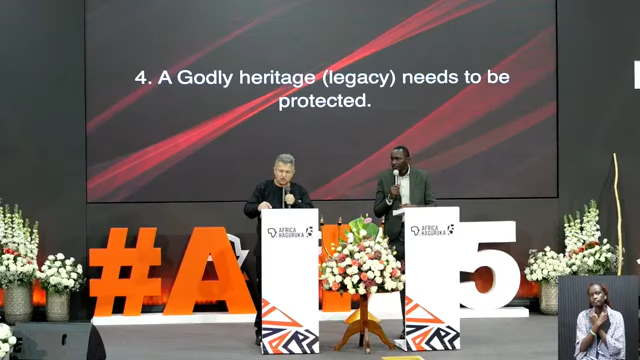 4. A Godly heritage (legacy) needs to be
protected.
#A
5
AFRICA
HAGURUKA
AFRICA
HAGURUKA